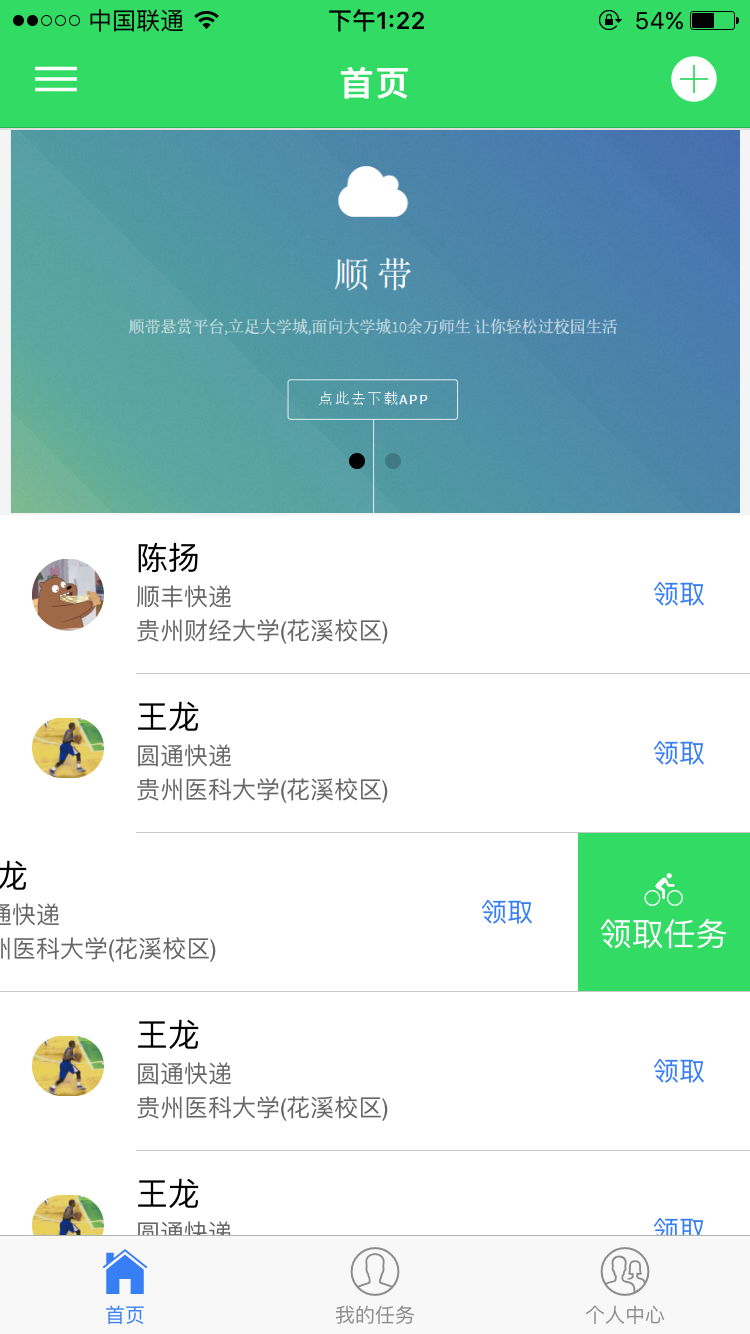 中国联通 下午1:22 54%
首页
顺 带
顺带悬赏平台,立足大学城,面向大学城10余万师生 让你轻松过校园生活
点此去下载APP
陈扬
顺丰快递
领取
贵州财经大学(花溪校区)
王龙
圆通快递
领取
贵州医科大学(花溪校区)
龙
通快递
领取
州医科大学(花溪校区)
领取任务
王龙
圆通快递
领取
贵州医科大学(花溪校区)
王龙
圆通快递
领取
首页 我的任务 个人中心